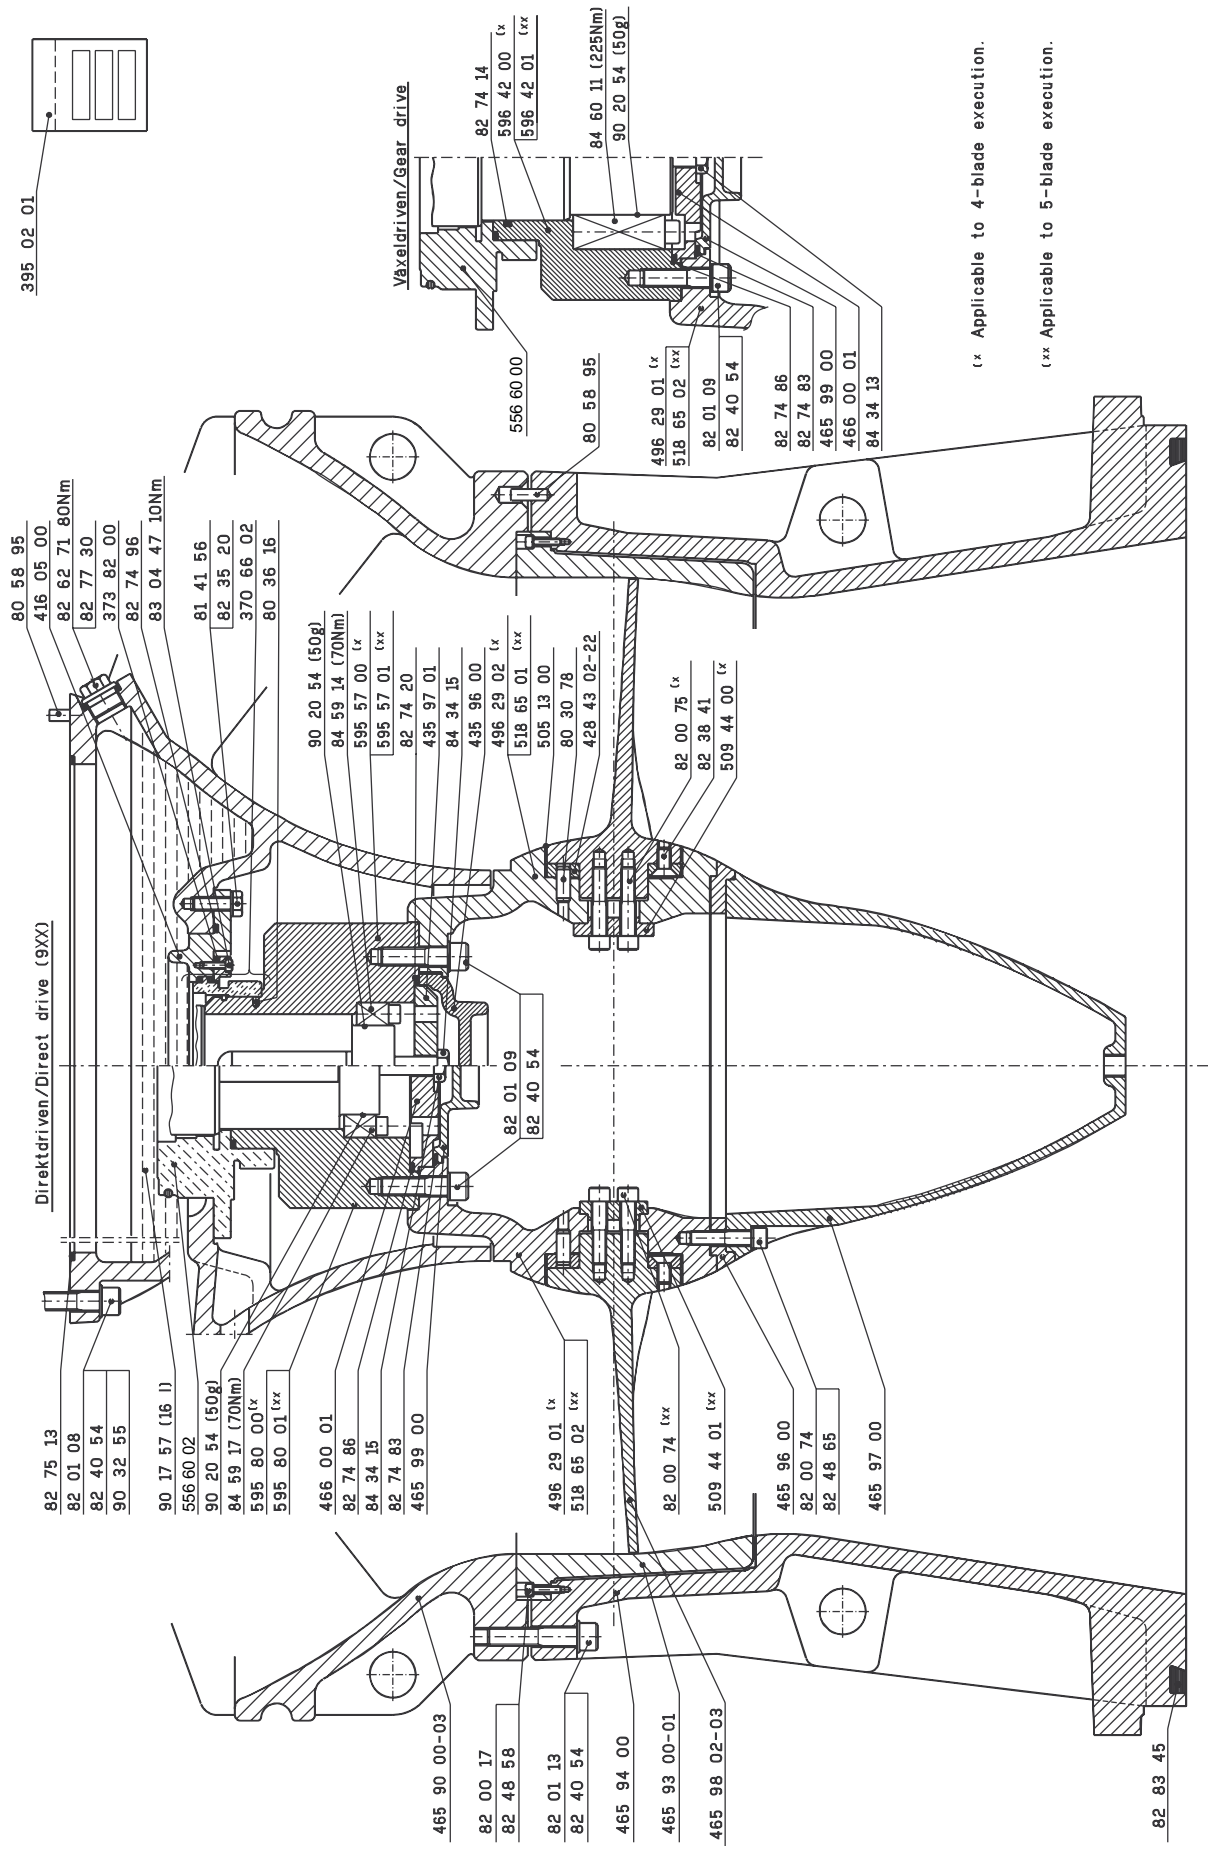 395 02 01
Växeldriven/Gear drive
82 74 14
596 42 00 (x
596 42 01 (xx
84 60 11 (225Nm)
90 20 54 (50g)
(x Applicable to 4-blade execution.
(xx Applicable to 5-blade execution.
556 60 00
80 58 95
496 29 01 (x
518 65 02 (xx
82 01 09
82 40 54
82 74 86
82 74 83
465 99 00
466 00 01
84 34 13
80 58 95
416 05 00
82 62 71 80Nm
82 77 30
373 82 00
82 74 96
83 04 47 10Nm
81 41 56
82 35 20
370 66 02
80 36 16
90 20 54 (50g)
84 59 14 (70Nm)
595 57 00 (x
595 57 01 (xx
82 74 20
435 97 01
84 34 15
435 96 00
496 29 02 (x
518 65 01 (xx
505 13 00
80 30 78
428 43 02-22
82 00 75 (x
82 38 41
509 44 00 (x
Direktdriven/Direct drive (9XX)
82 01 09
82 40 54
82 75 13
82 01 08
82 40 54
90 32 55
90 17 57 (16 l)
556 60 02
90 20 54 (50g)
84 59 17 (70Nm)
595 80 00 (x
595 80 01 (xx
466 00 01
82 74 86
84 34 15
82 74 83
465 99 00
496 29 01 (x
518 65 02 (xx
82 00 74 (xx
509 44 01 (xx
465 96 00
82 00 74
82 48 65
465 97 00
465 90 00-03
82 00 17
82 48 58
82 01 13
82 40 54
465 94 00
465 93 00-01
465 98 02-03
82 83 45